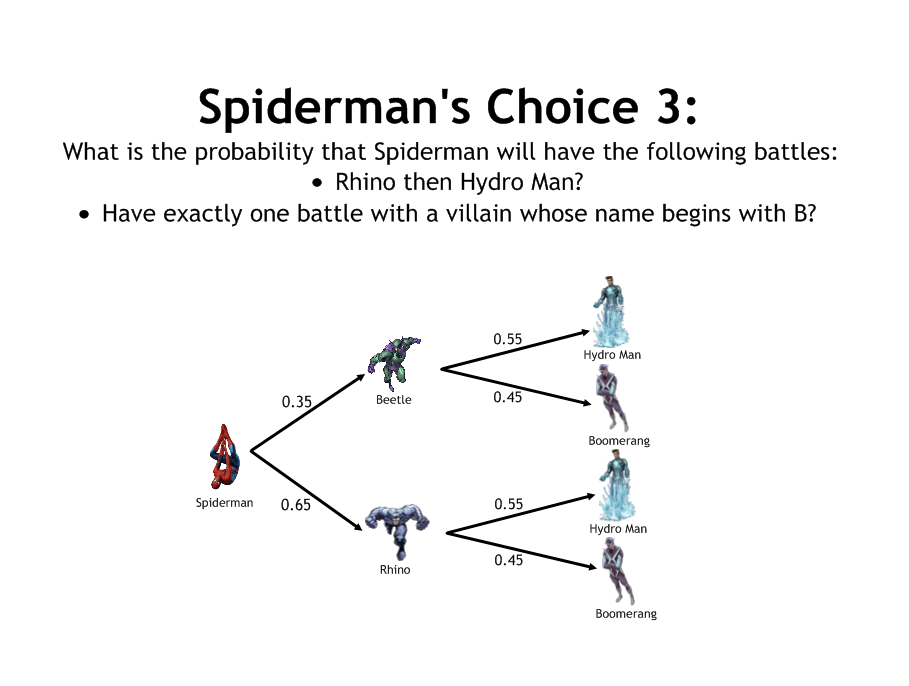 Spiderman's Choice 3:
What is the probability that Spiderman will have the following battles:
• Rhino then Hydro Man?
• Have exactly one battle with a villain whose name begins with B?
0.55
Hydro Man
0.35
Beetle
0.45
Boomerang
Spiderman
0.65
0.55
Hydro Man
Rhino
0.45
Boomerang